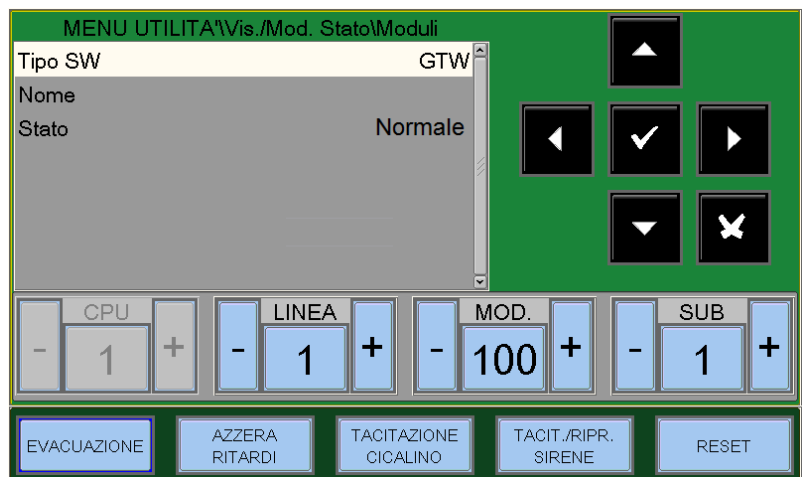 MENU UTILITA'\Vis./Mod. Stato\Moduli
Tipo SW GTW
Nome
Stato Normale
CPU LINEA MOD. SUB
- 1 + - 1 + - 100 + - 1 +
EVACUAZIONE
AZZERA
RITARDI
TACITAZIONE
CICALINO
TACIT./RIPR.
SIRENE
RESET